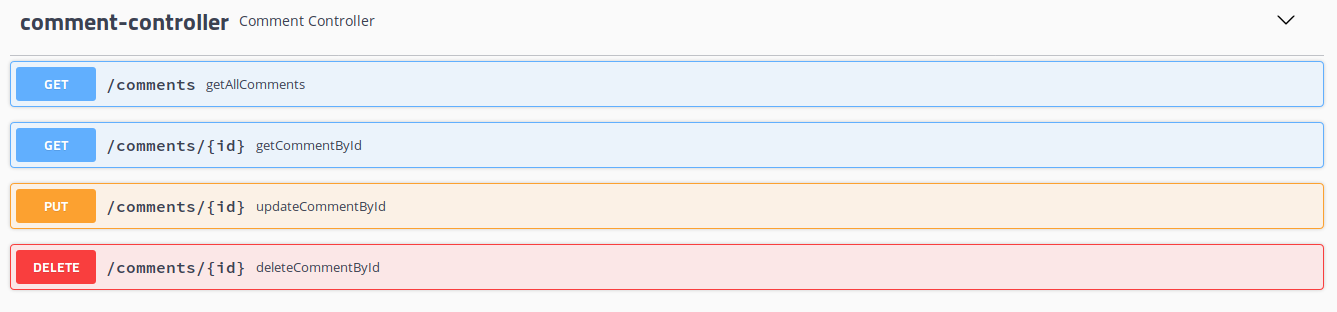 comment-controller Comment Controller
GET /comments getAllComments
GET /comments/{id} getCommentById
PUT /comments/{id} updateCommentById
DELETE /comments/{id} deleteCommentById